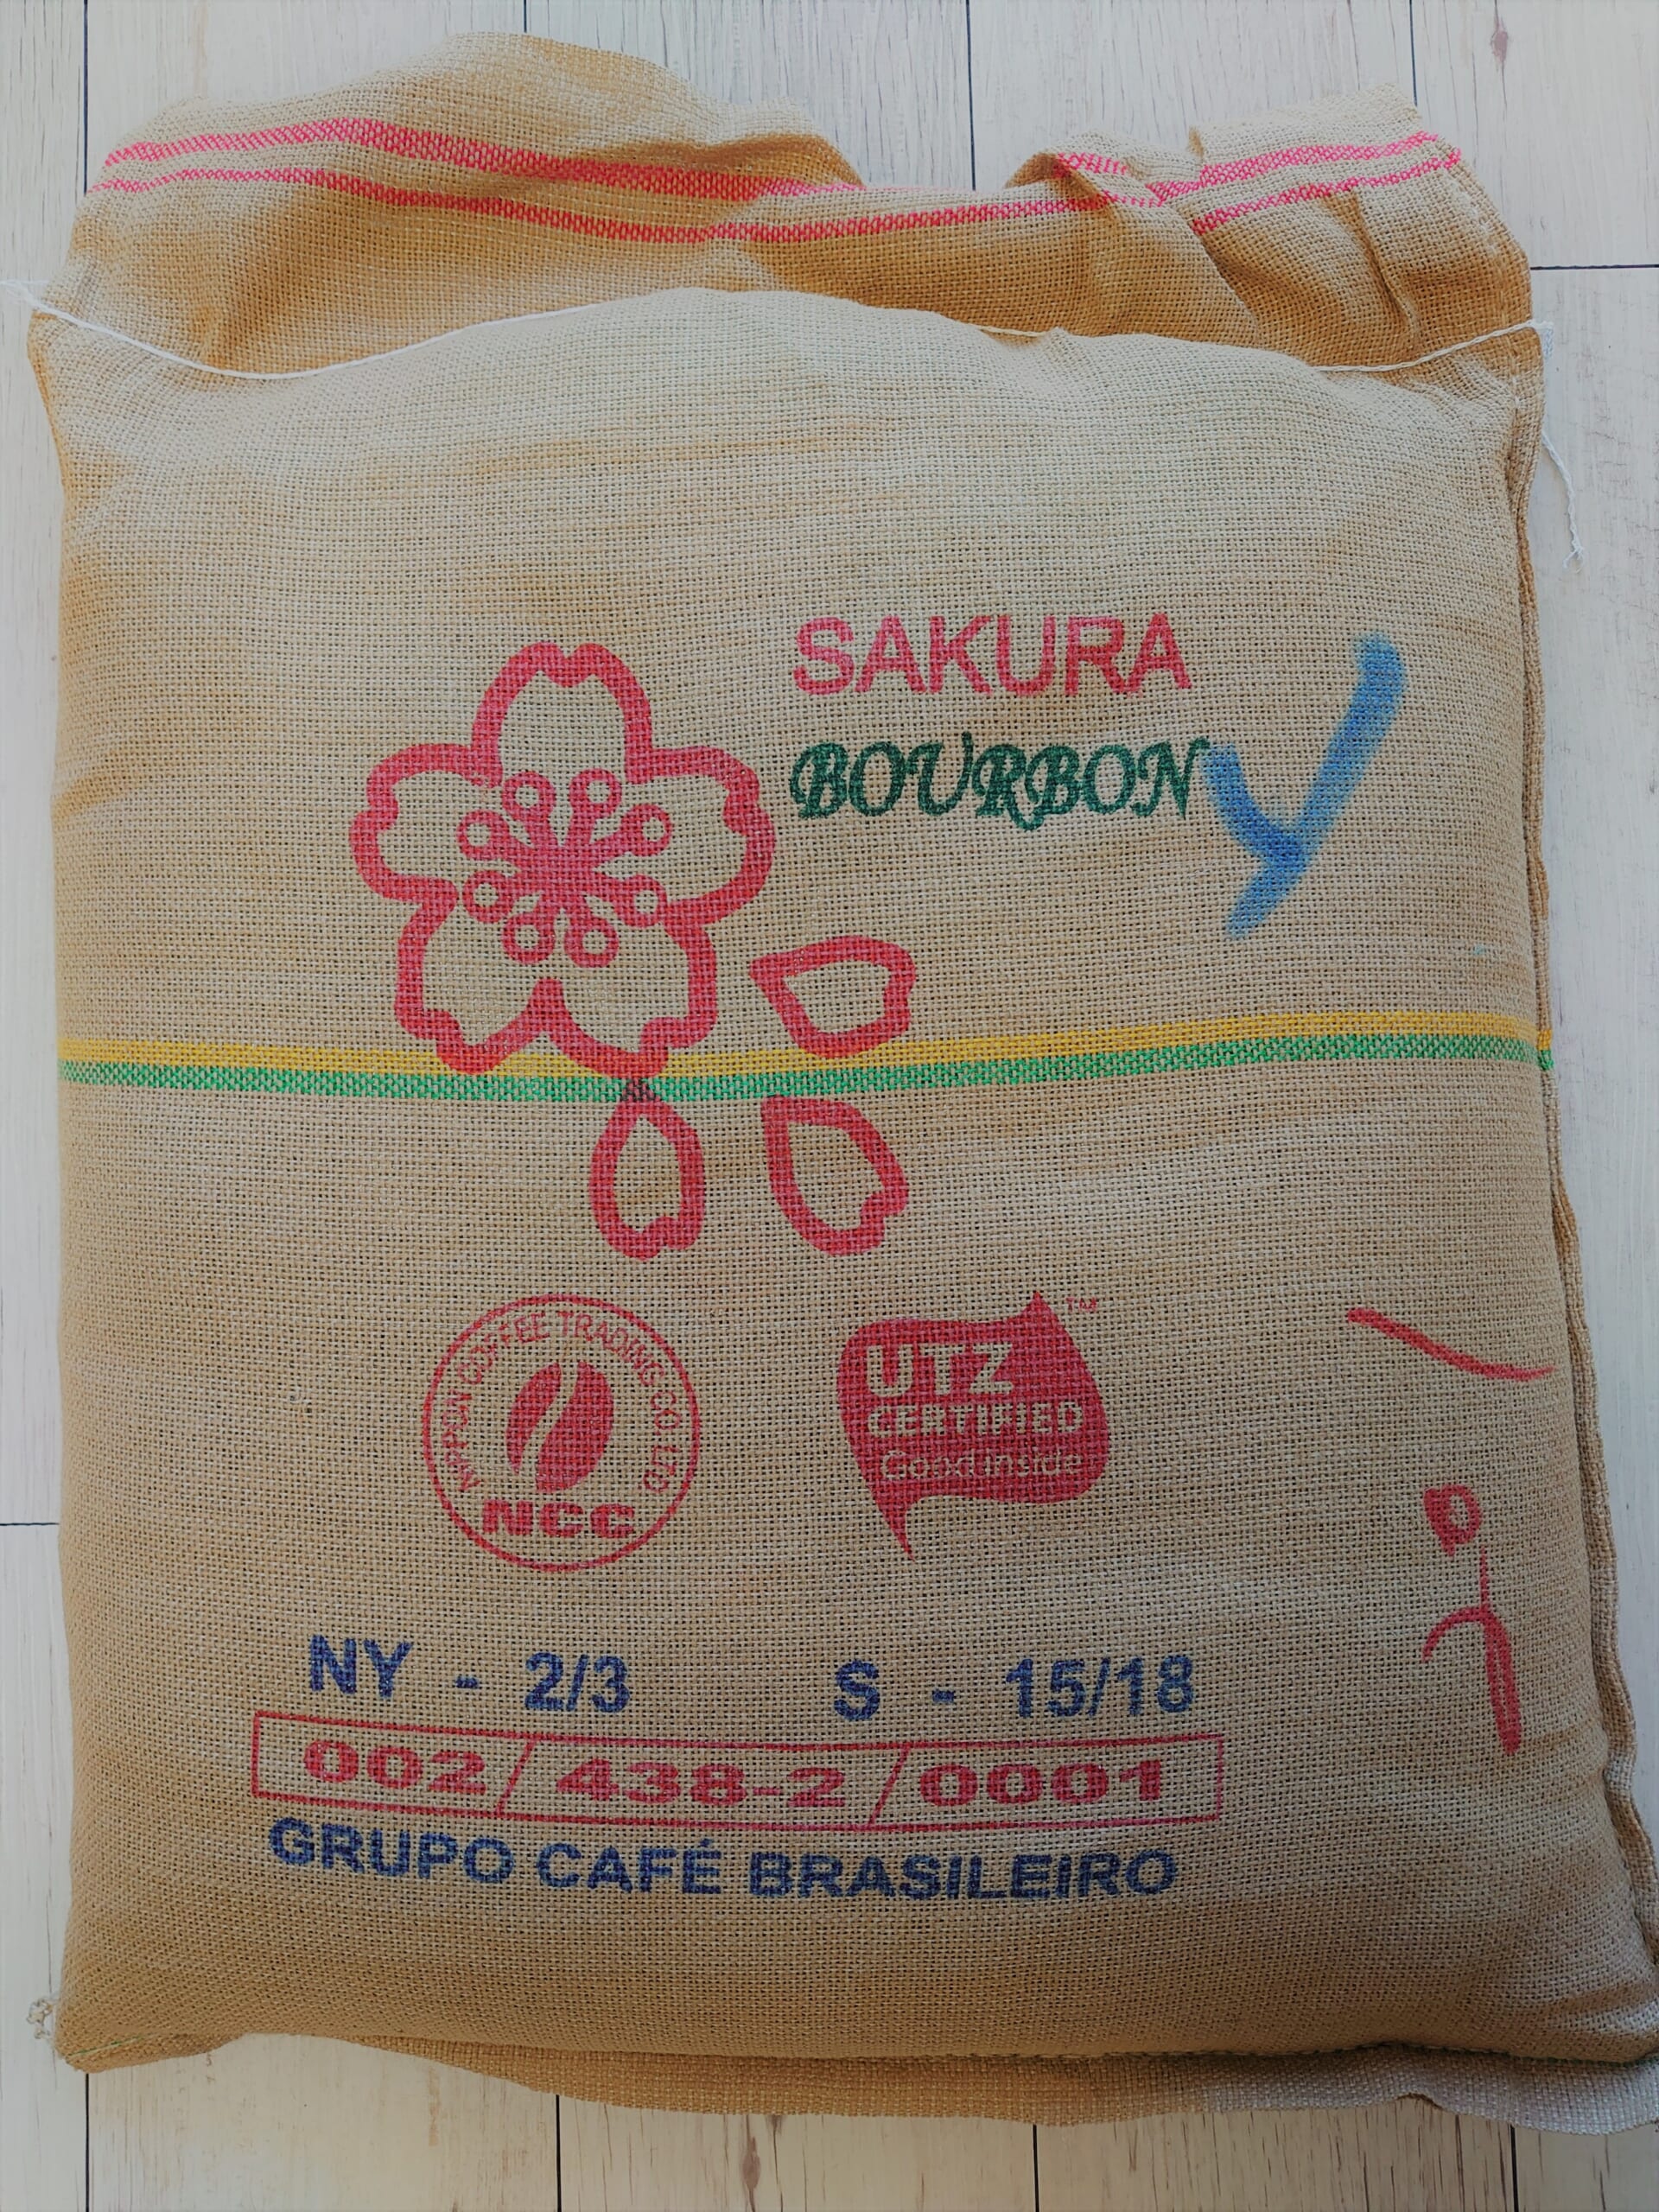 SAKURA
BOURBON
Y
NIPPON COFFEE TRADING CO LTD
NCC
UTZ TM
CERTIFIED
Good inside
NY - 2/3 S - 15/18
002/438-2/0001
GRUPO CAFÉ BRASILEIRO